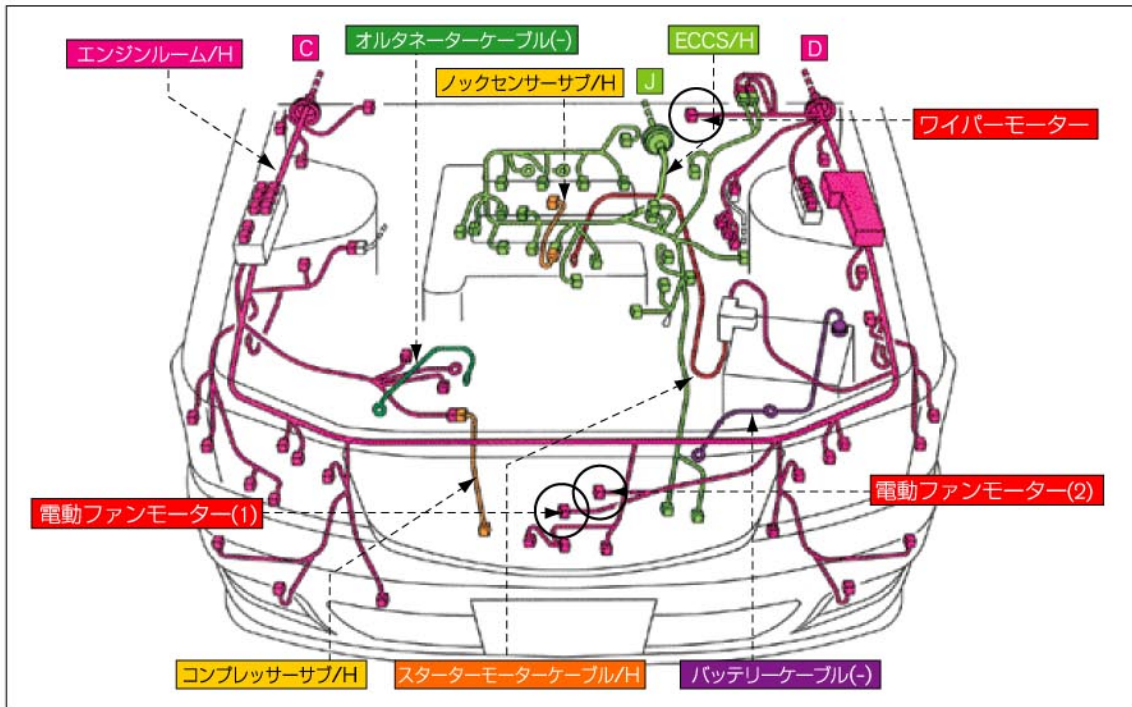 オルタネーターケーブル(-)
ECCS/H
エンジンルーム/H
C
D
ノックセンサーサブ/H
J
ワイパーモーター
電動ファンモーター(2)
電動ファンモーター(1)
コンプレッサーサブ/H
スターターモーターケーブル/H
バッテリーケーブル(-)